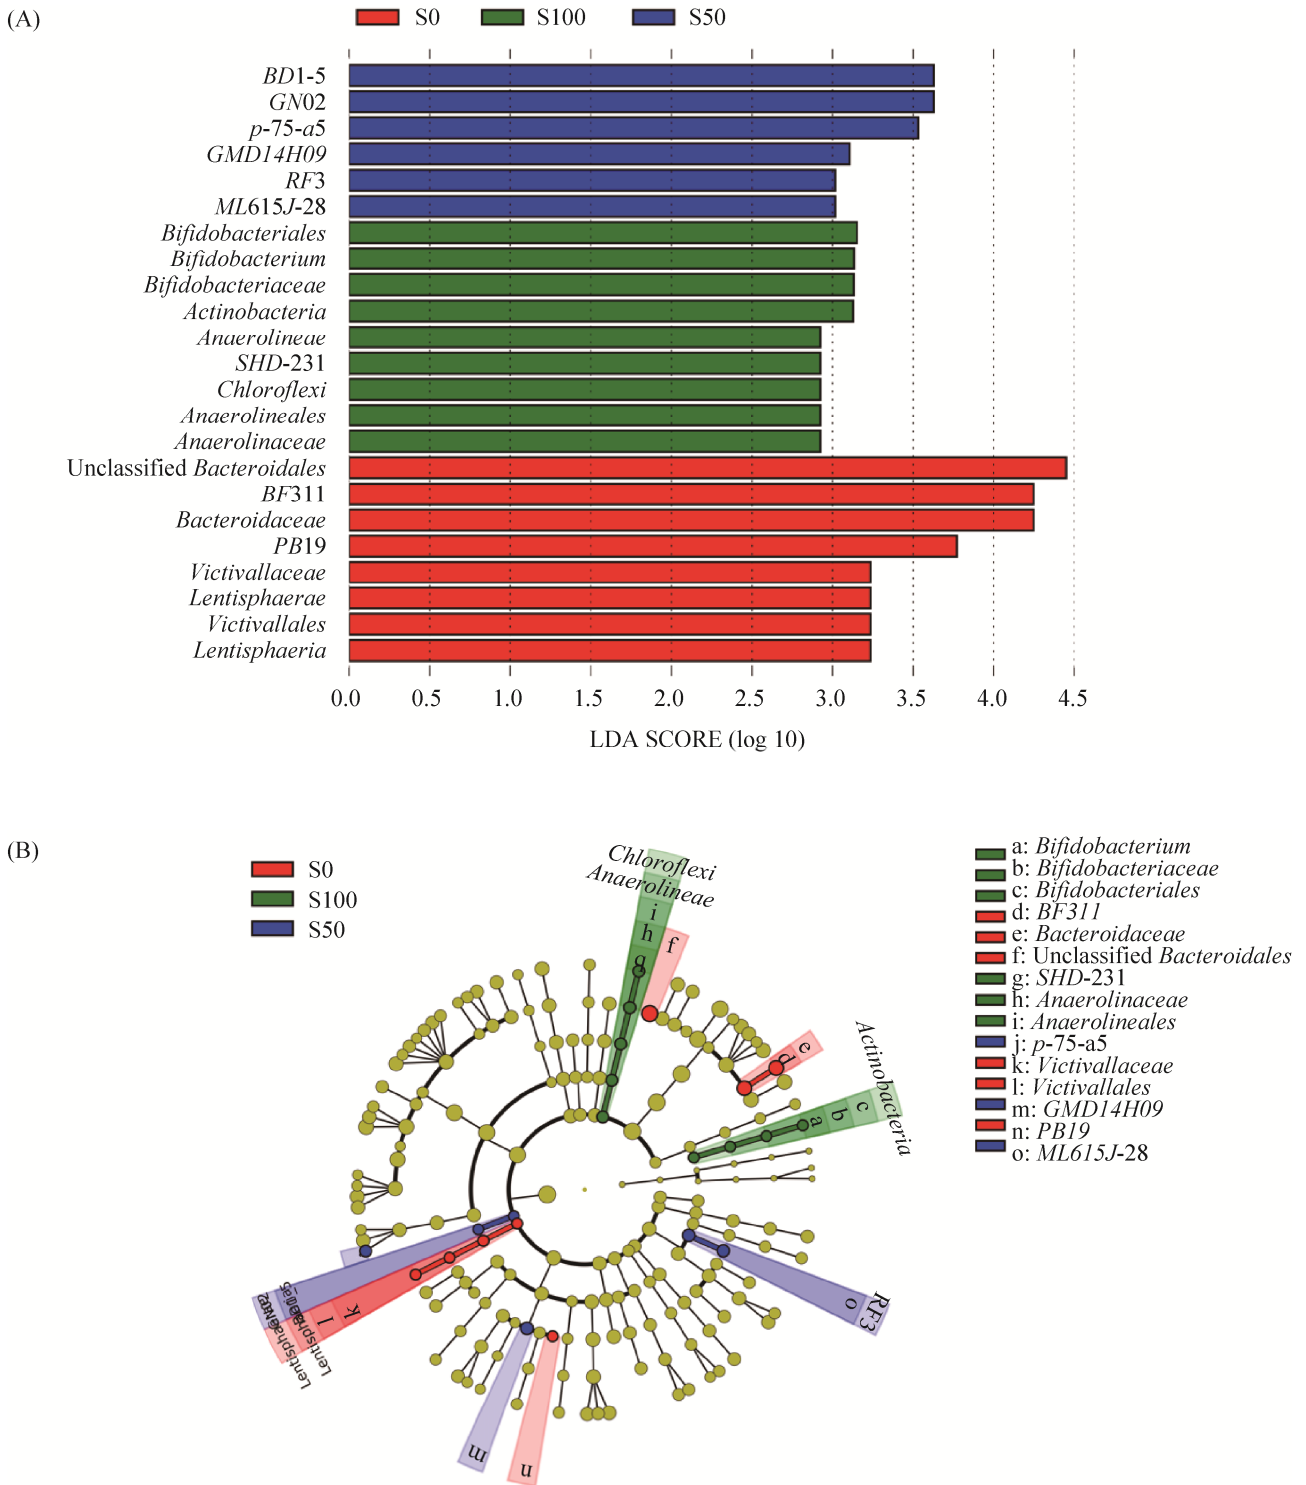 (A)
S0 S100 S50
BD1-5
GN02
p-75-a5
GMD14H09
RF3
ML615J-28
Bifidobacteriales
Bifidobacterium
Bifidobacteriaceae
Actinobacteria
Anaerolineae
SHD-231
Chloroflexi
Anaerolineales
Anaerolinaceae
Unclassified Bacteroidales
BF311
Bacteroidaceae
PB19
Victivallaceae
Lentisphaerae
Victivallales
Lentisphaeria
0.0 0.5 1.0 1.5 2.0 2.5 3.0 3.5 4.0 4.5
LDA SCORE (log 10)
(B)
S0
S100
S50
Chloroflexi
Anaerolineae
i
h
g
f
e
d
Actinobacteria
c
b
a
RF3
o
k
l
m
n
a: Bifidobacterium
b: Bifidobacteriaceae
c: Bifidobacteriales
d: BF311
e: Bacteroidaceae
f: Unclassified Bacteroidales
g: SHD-231
h: Anaerolinaceae
i: Anaerolineales
j: p-75-a5
k: Victivallaceae
l: Victivallales
m: GMD14H09
n: PB19
o: ML615J-28